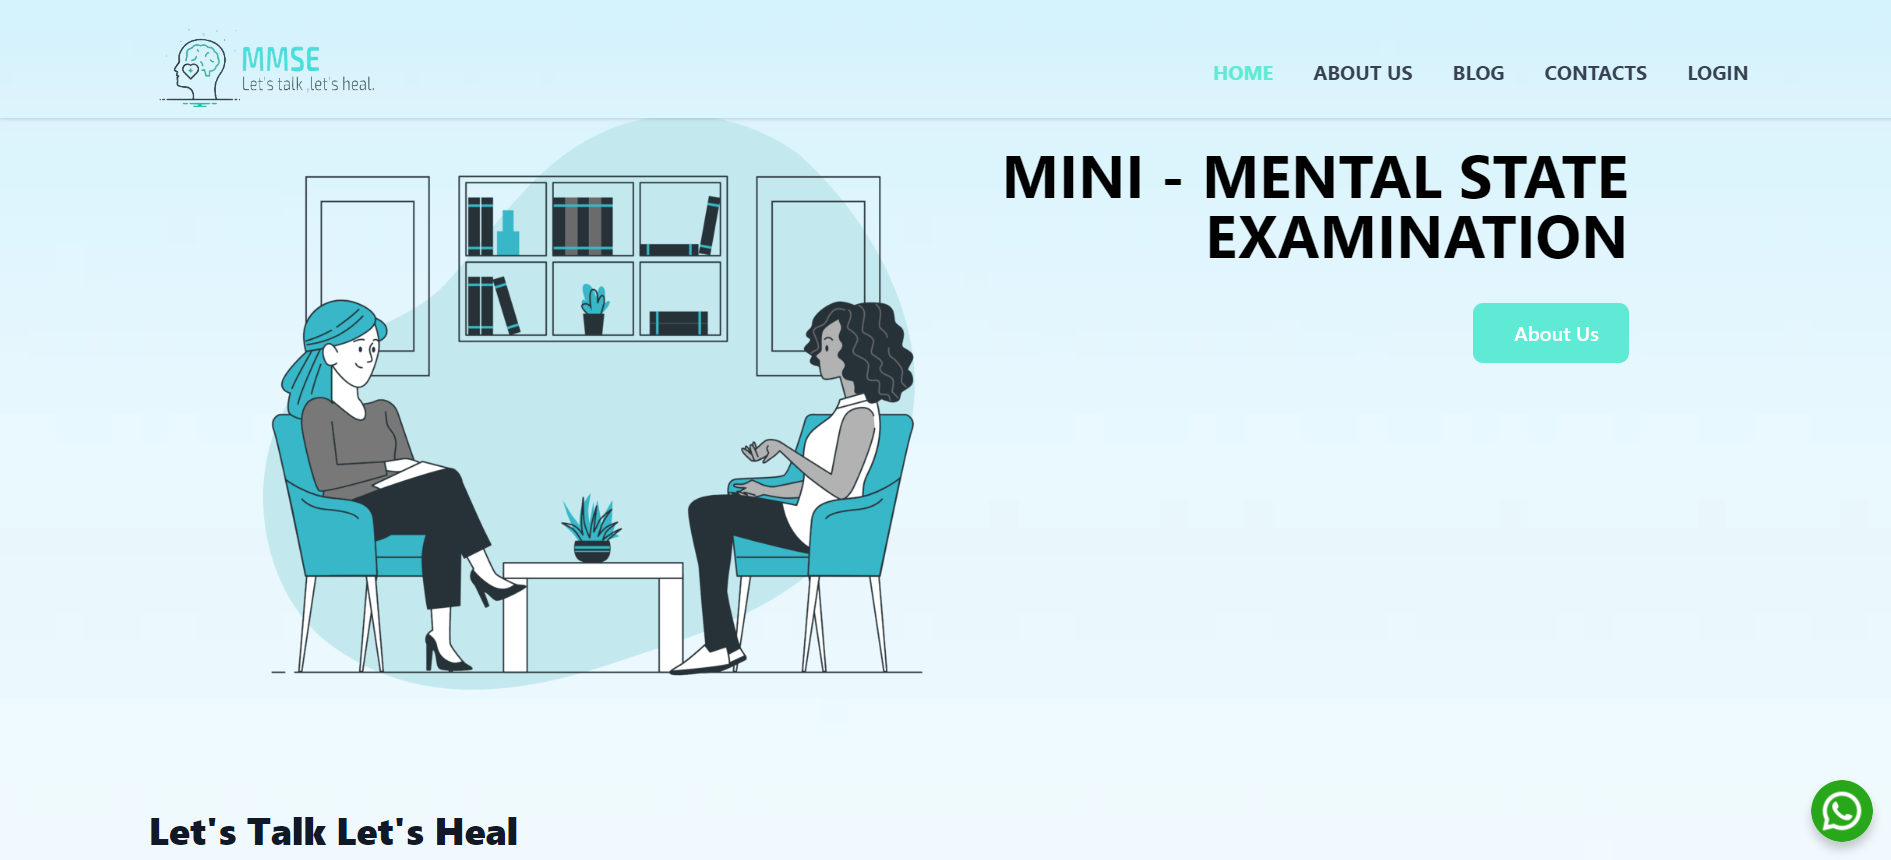 MMSE
Let's talk ,let's heal.
HOME
ABOUT US
BLOG
CONTACTS
LOGIN
MINI - MENTAL STATE
EXAMINATION
About Us
Let's Talk Let's Heal